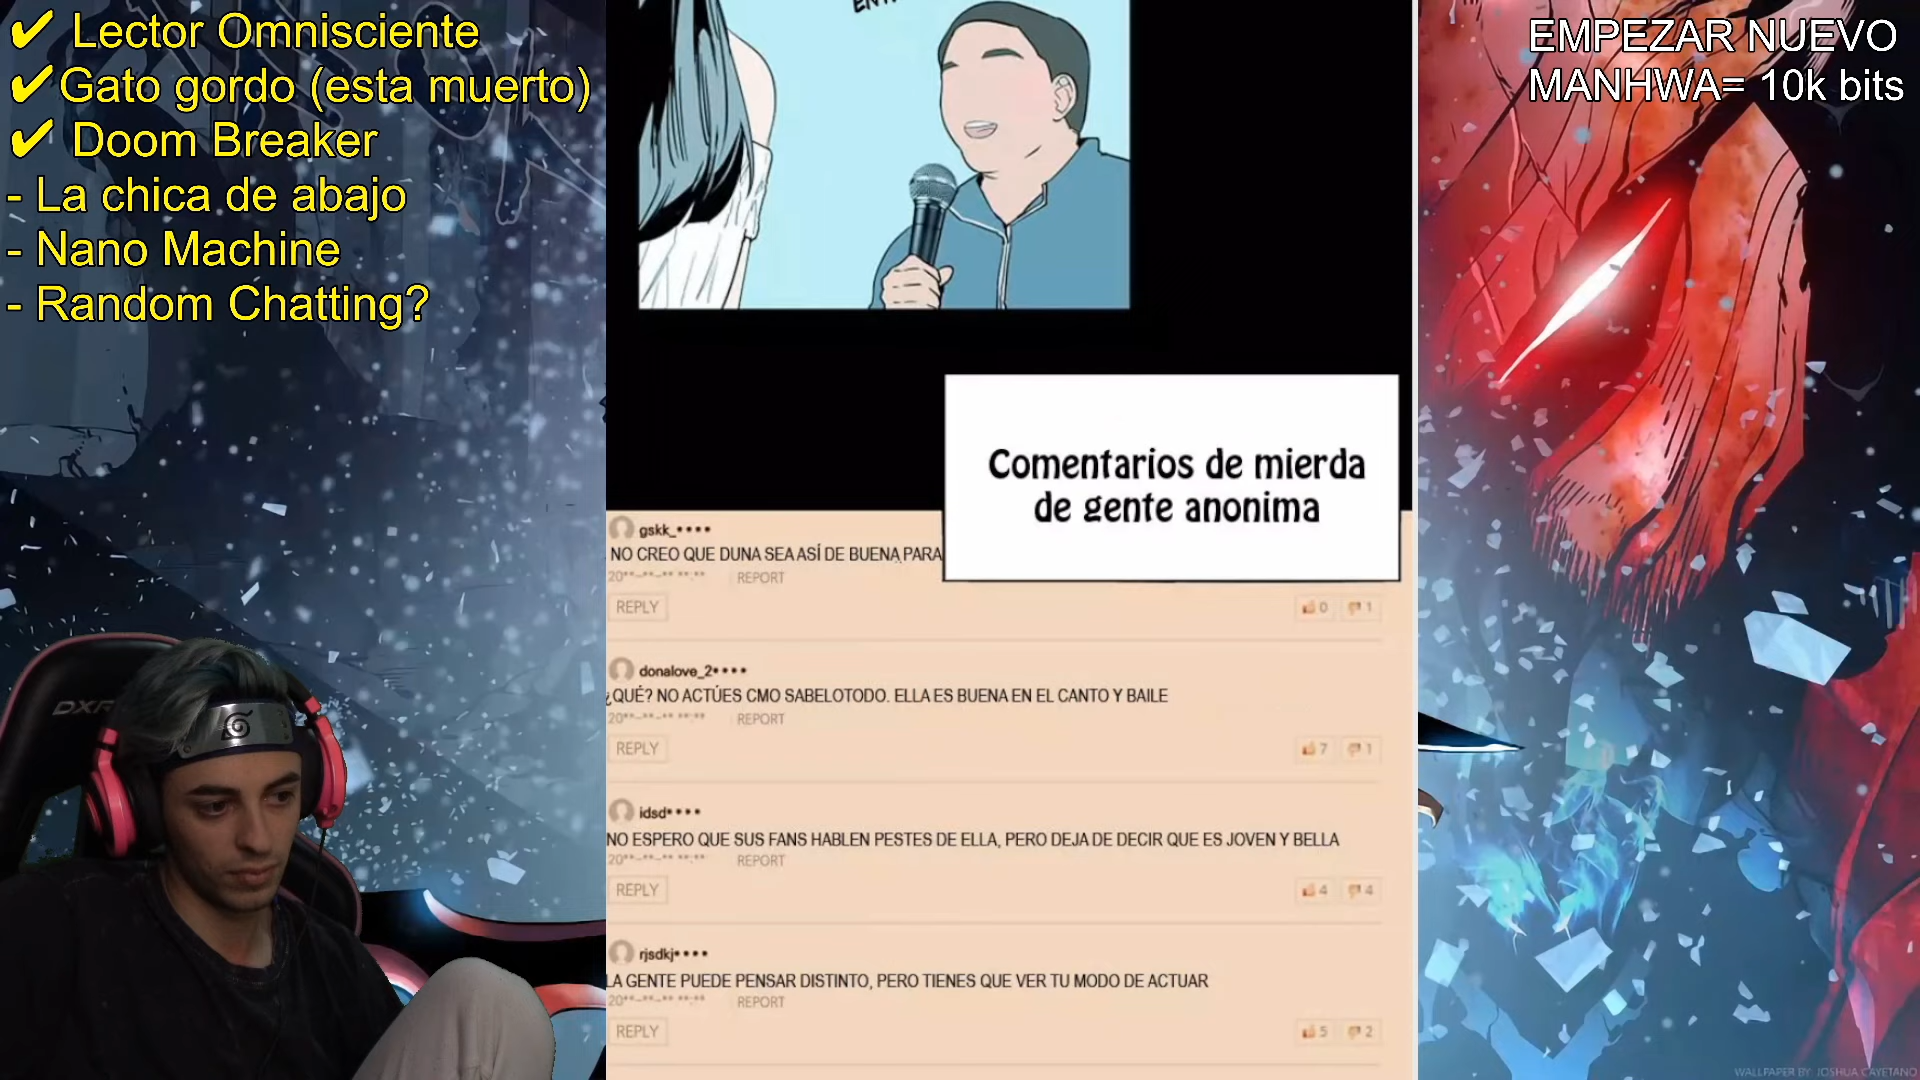 ✔ Lector Omnisciente
✔Gato gordo (esta muerto)
✔ Doom Breaker
- La chica de abajo
- Nano Machine
- Random Chatting?
EMPEZAR NUEVO
MANHWA= 10k bits
Comentarios de mierda
de gente anonima
gskk_****
NO CREO QUE DUNA SEA ASÍ DE BUENA PARA
20**-**-** **:** REPORT
REPLY
0 1
donalove_2****
¿QUÉ? NO ACTÚES CMO SABELOTODO. ELLA ES BUENA EN EL CANTO Y BAILE
20**-**-** **:** REPORT
REPLY
7 1
idsd****
NO ESPERO QUE SUS FANS HABLEN PESTES DE ELLA, PERO DEJA DE DECIR QUE ES JOVEN Y BELLA
20**-**-** **:** REPORT
REPLY
4 4
rjsdkj****
LA GENTE PUEDE PENSAR DISTINTO, PERO TIENES QUE VER TU MODO DE ACTUAR
20**-**-** **:** REPORT
REPLY
5 2
WALLPAPER BY: JOSHUA CAYETANO